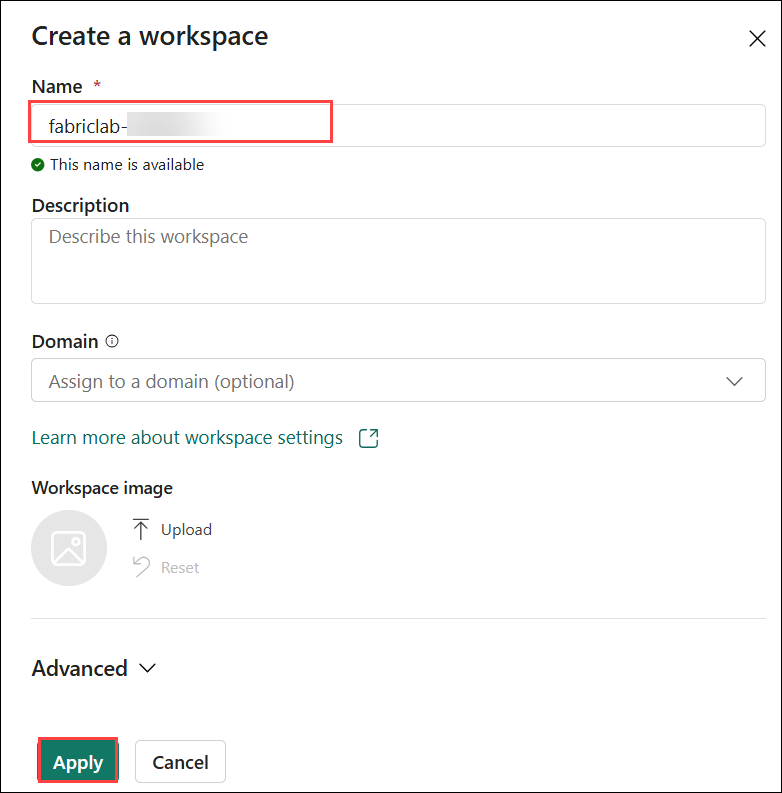 Create a workspace
Name *
fabriclab-
This name is available
Description
Describe this workspace
Domain
Assign to a domain (optional)
Learn more about workspace settings
Workspace image
Upload
Reset
Advanced
Apply Cancel